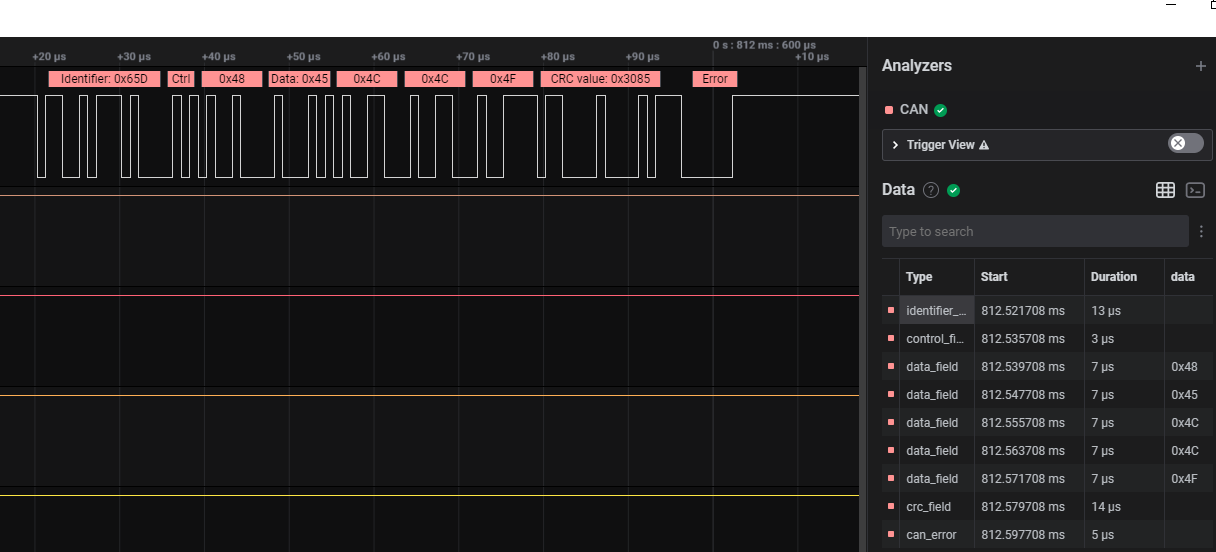 0 s : 812 ms : 600 µs
+20 µs +30 µs +40 µs +50 µs +60 µs +70 µs +80 µs +90 µs +10 µs
Identifier: 0x65D Ctrl 0x48 Data: 0x45 0x4C 0x4C 0x4F CRC value: 0x3085 Error
Analyzers
CAN
Trigger View
Data
Type to search
Type Start Duration data
identifier_... 812.521708 ms 13 µs
control_fi... 812.535708 ms 3 µs
data_field 812.539708 ms 7 µs 0x48
data_field 812.547708 ms 7 µs 0x45
data_field 812.555708 ms 7 µs 0x4C
data_field 812.563708 ms 7 µs 0x4C
data_field 812.571708 ms 7 µs 0x4F
crc_field 812.579708 ms 14 µs
can_error 812.597708 ms 5 µs